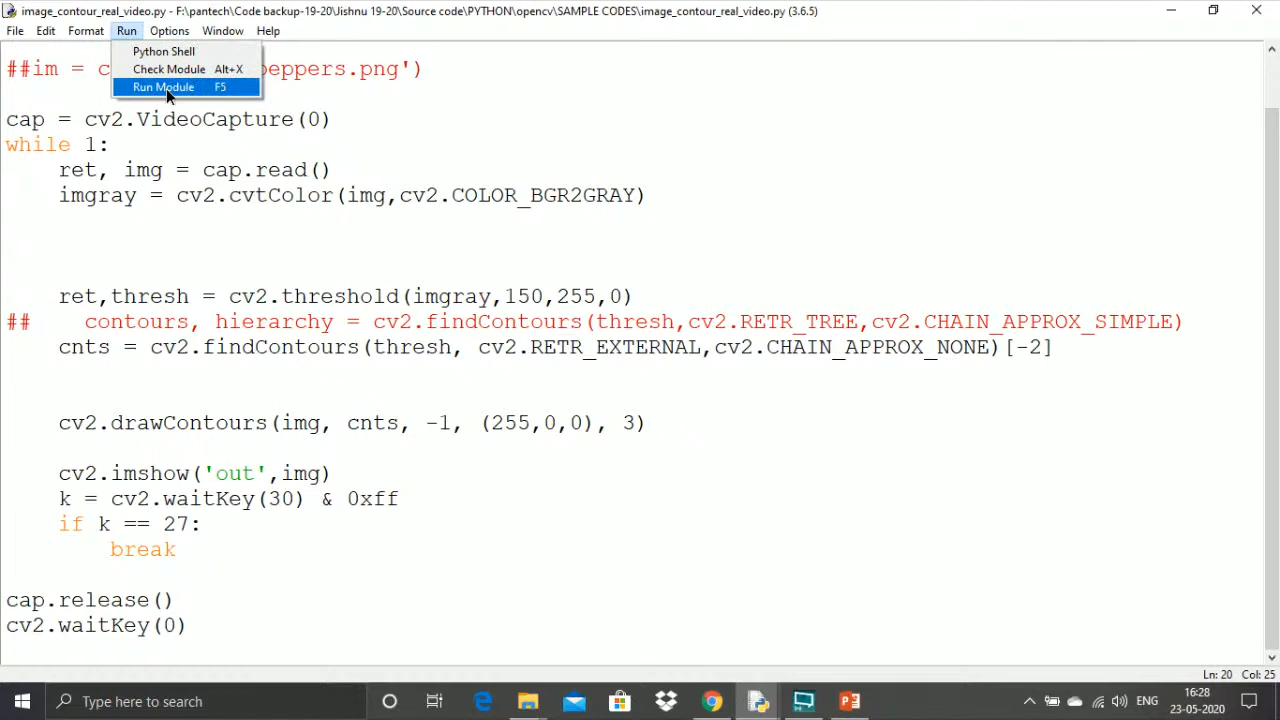 image_contour_real_video.py - F:\pantech\Code backup-19-20\Jishnu 19-20\Source code\PYTHON\opencv\SAMPLE CODES\image_contour_real_video.py (3.6.5)
File Edit Format Run Options Window Help
Python Shell
##im = c peppers.png')
Check Module Alt+X
Run Module F5
cap = cv2.VideoCapture(0)
while 1:
    ret, img = cap.read()
    imgray = cv2.cvtColor(img,cv2.COLOR_BGR2GRAY)
    ret,thresh = cv2.threshold(imgray,150,255,0)
##    contours, hierarchy = cv2.findContours(thresh,cv2.RETR_TREE,cv2.CHAIN_APPROX_SIMPLE)
    cnts = cv2.findContours(thresh, cv2.RETR_EXTERNAL,cv2.CHAIN_APPROX_NONE)[-2]
    cv2.drawContours(img, cnts, -1, (255,0,0), 3)
    cv2.imshow('out',img)
    k = cv2.waitKey(30) & 0xff
    if k == 27:
        break
cap.release()
cv2.waitKey(0)
Ln: 20 Col: 25
Type here to search
ENG
16:28
23-05-2020